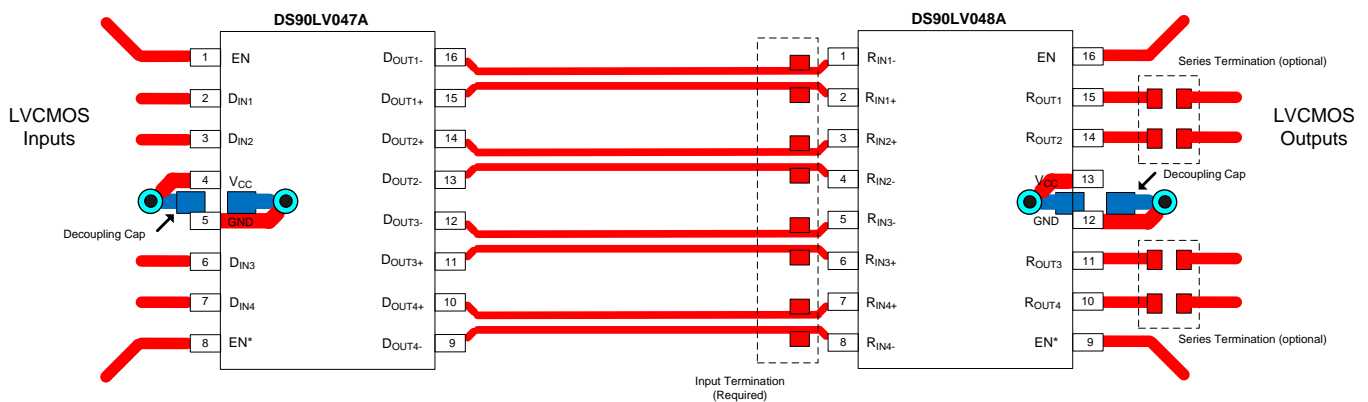 DS90LV047A
DS90LV048A
LVCMOS
Inputs
1
EN
2
DIN1
3
DIN2
4
VCC
5
GND
Decoupling Cap
6
DIN3
7
DIN4
8
EN*
DOUT1-
16
DOUT1+
15
DOUT2+
14
DOUT2-
13
DOUT3-
12
DOUT3+
11
DOUT4+
10
DOUT4-
9
Input Termination
(Required)
1
RIN1-
2
RIN1+
3
RIN2+
4
RIN2-
5
RIN3-
6
RIN3+
7
RIN4+
8
RIN4-
EN
16
Series Termination (optional)
ROUT1
15
ROUT2
14
VCC
13
Decoupling Cap
GND
12
ROUT3
11
ROUT4
10
EN*
9
Series Termination (optional)
LVCMOS
Outputs